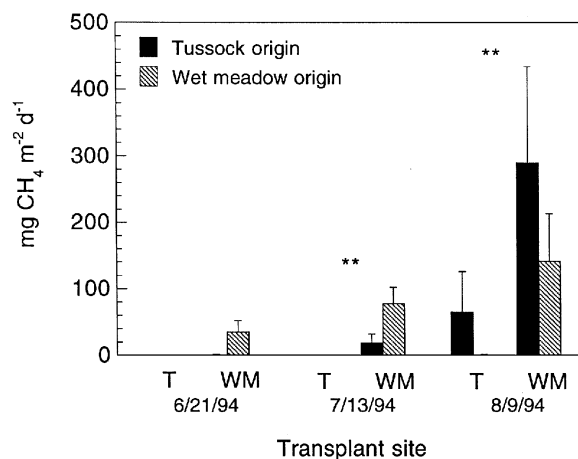 500
400
300
200
100
0
mg CH4 m-2 d-1
Tussock origin
Wet meadow origin
**
**
T WM T WM T WM
6/21/94 7/13/94 8/9/94
Transplant site